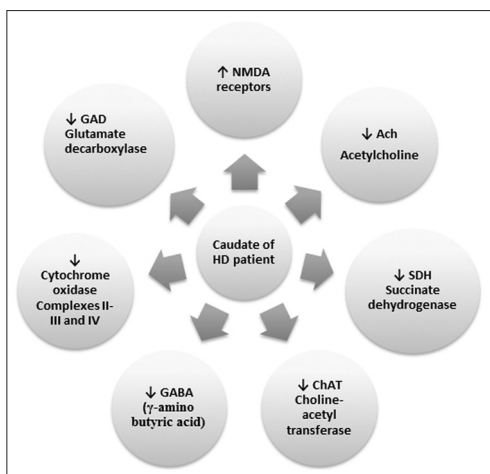 ↑ NMDA
receptors
↓ Ach
Acetylcholine
↓ SDH
Succinate
dehydrogenase
↓ ChAT
Choline-
acetyl
transferase
↓ GABA
(γ-amino
butyric acid)
↓
Cytochrome
oxidase
Complexes II-
III and IV
↓ GAD
Glutamate
decarboxylase
Caudate of
HD patient